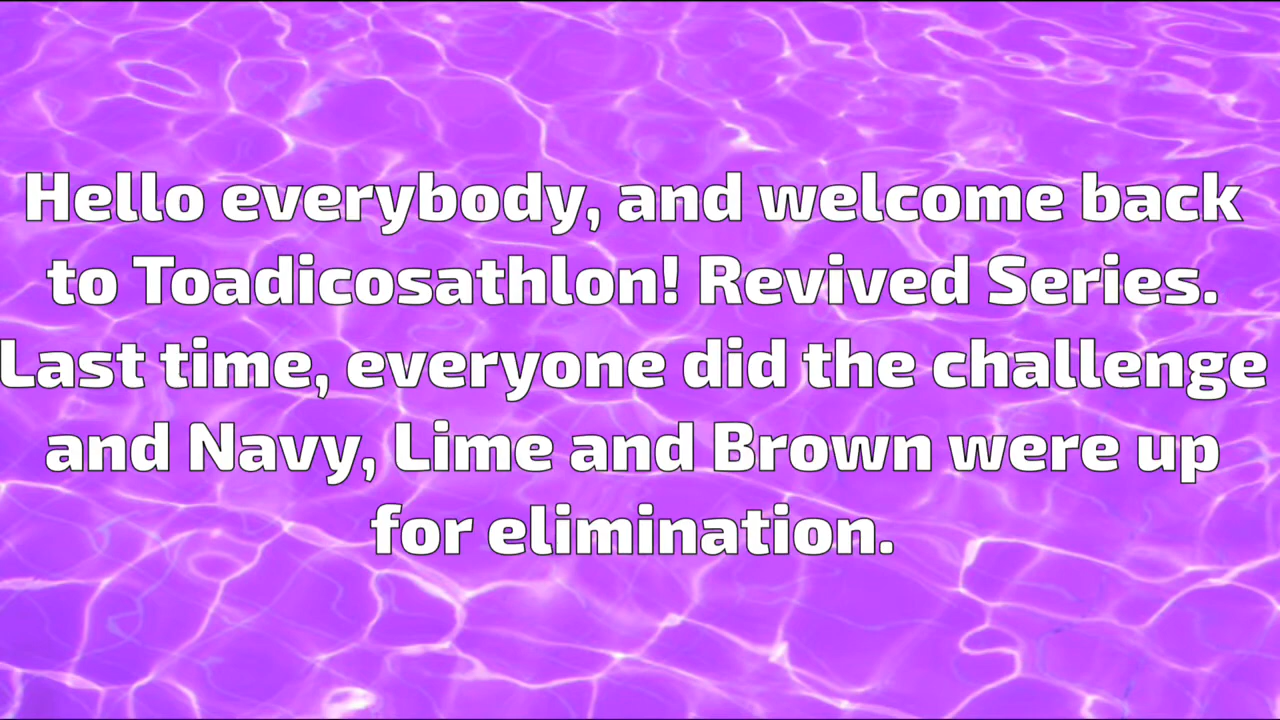 Hello everybody, and welcome back
to Toadicosathlon! Revived Series.
Last time, everyone did the challenge
and Navy, Lime and Brown were up
for elimination.